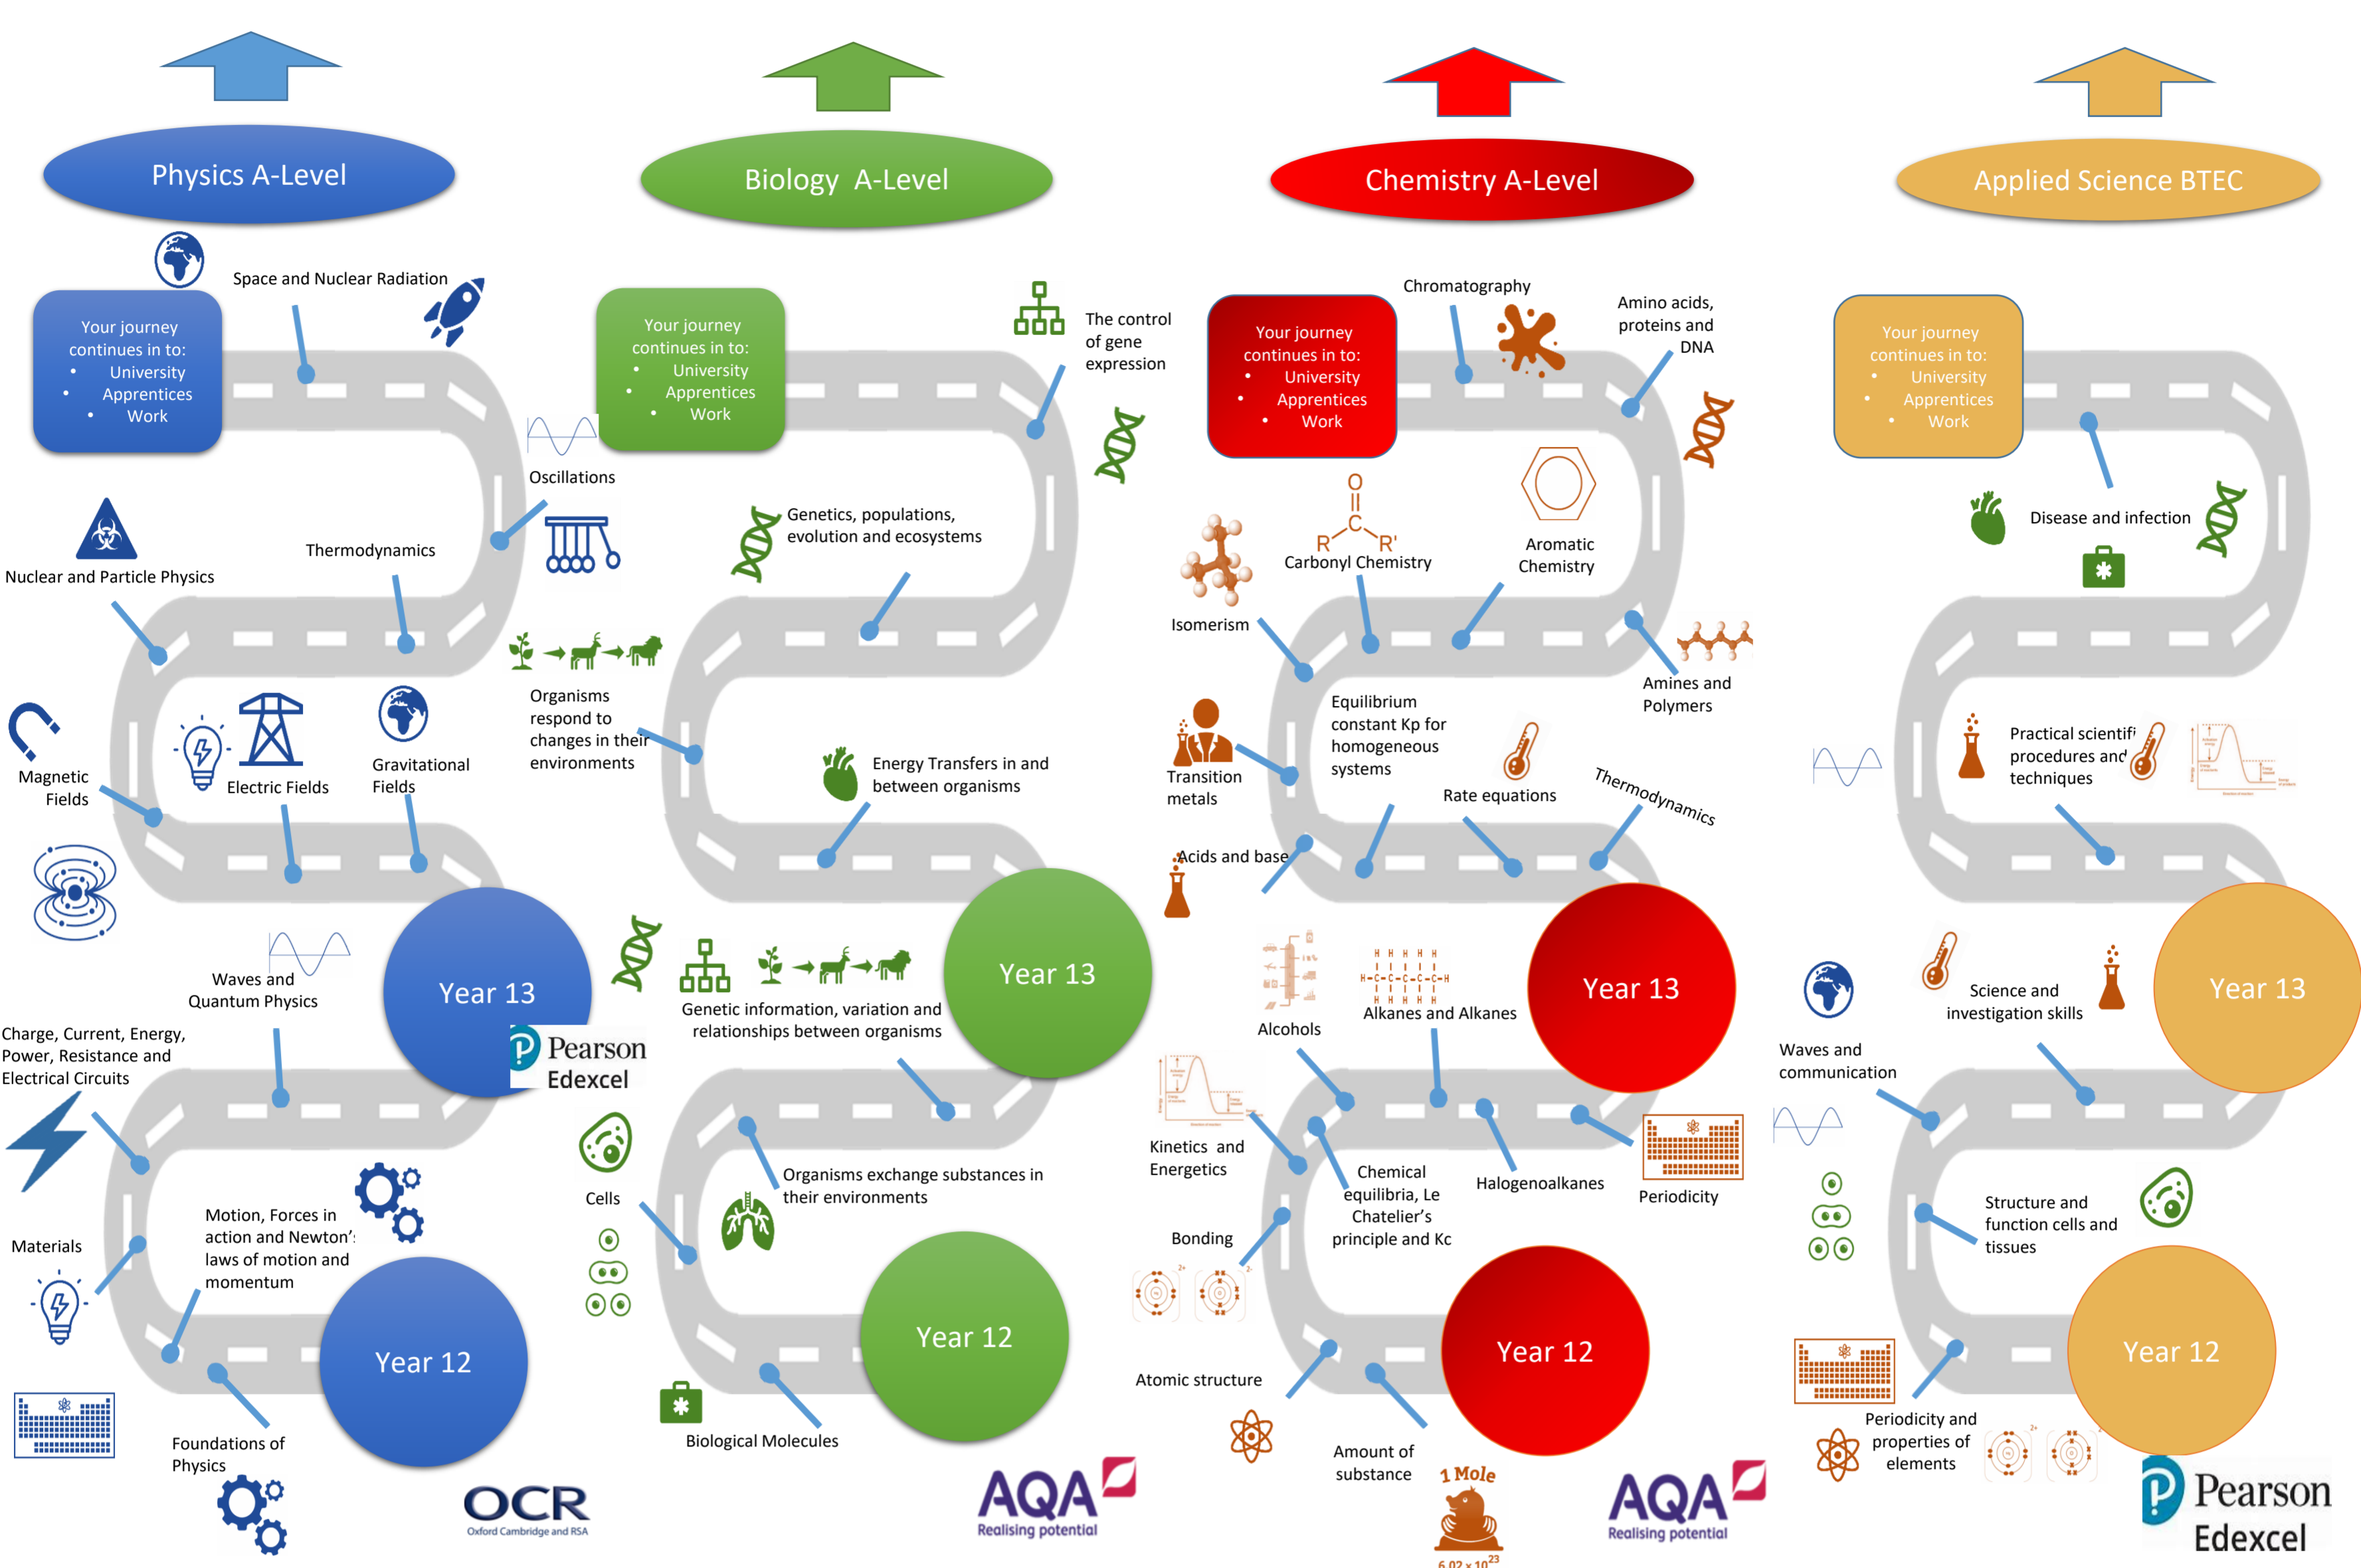 Physics A-Level
Space and Nuclear Radiation
Your journey
continues in to:
• University
• Apprentices
• Work
Oscillations
Thermodynamics
Nuclear and Particle Physics
Magnetic
Fields
Electric Fields
Gravitational
Fields
Year 13
Pearson
Edexcel
Waves and
Quantum Physics
Charge, Current, Energy,
Power, Resistance and
Electrical Circuits
Materials
Motion, Forces in
action and Newton's
laws of motion and
momentum
Year 12
Foundations of
Physics
OCR
Oxford Cambridge and RSA
Biology A-Level
Your journey
continues in to:
• University
• Apprentices
• Work
The control
of gene
expression
Genetics, populations,
evolution and ecosystems
Organisms
respond to
changes in their
environments
Energy Transfers in and
between organisms
Year 13
Genetic information, variation and
relationships between organisms
Organisms exchange substances in
their environments
Cells
Year 12
Biological Molecules
AQA
Realising potential
Chemistry A-Level
Your journey
continues in to:
• University
• Apprentices
• Work
Chromatography
Amino acids,
proteins and
DNA
O
C
R R'
Carbonyl Chemistry
Aromatic
Chemistry
Isomerism
Amines and
Polymers
Transition
metals
Equilibrium
constant Kp for
homogeneous
systems
Rate equations
Thermodynamics
Acids and base
Year 13
Alcohols
H H H H H
H-C-C-C-C-C-H
H H H H H
Alkanes and Alkanes
Kinetics and
Energetics
Chemical
equilibria, Le
Chatelier's
principle and Kc
Halogenoalkanes
Periodicity
Bonding
2+
2-
Year 12
Atomic structure
Amount of
substance
1 Mole
6.02 x 10²³
AQA
Realising potential
Applied Science BTEC
Your journey
continues in to:
• University
• Apprentices
• Work
Disease and infection
Practical scientifi
procedures and
techniques
Year 13
Science and
investigation skills
Waves and
communication
Structure and
function cells and
tissues
Year 12
Periodicity and
properties of
elements
2+
Pearson
Edexcel